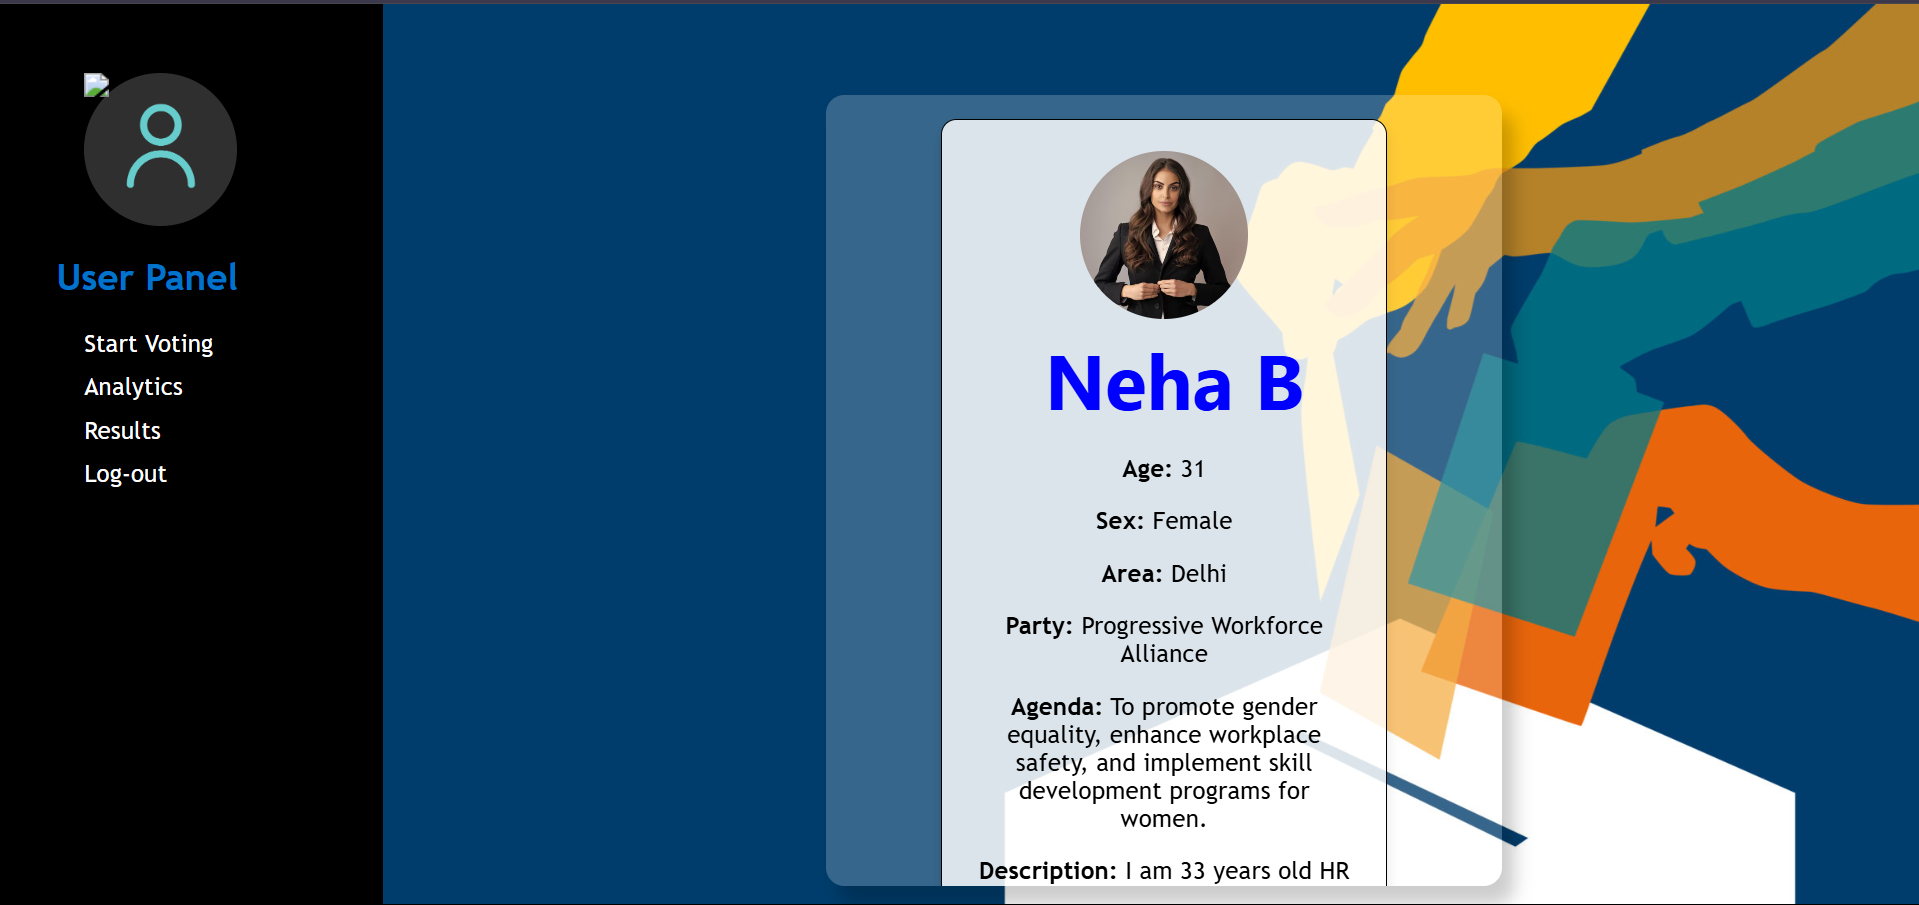 User Panel
Start Voting
Analytics
Results
Log-out
Neha B
Age: 31
Sex: Female
Area: Delhi
Party: Progressive Workforce
Alliance
Agenda: To promote gender
equality, enhance workplace
safety, and implement skill
development programs for
women.
Description: I am 33 years old HR